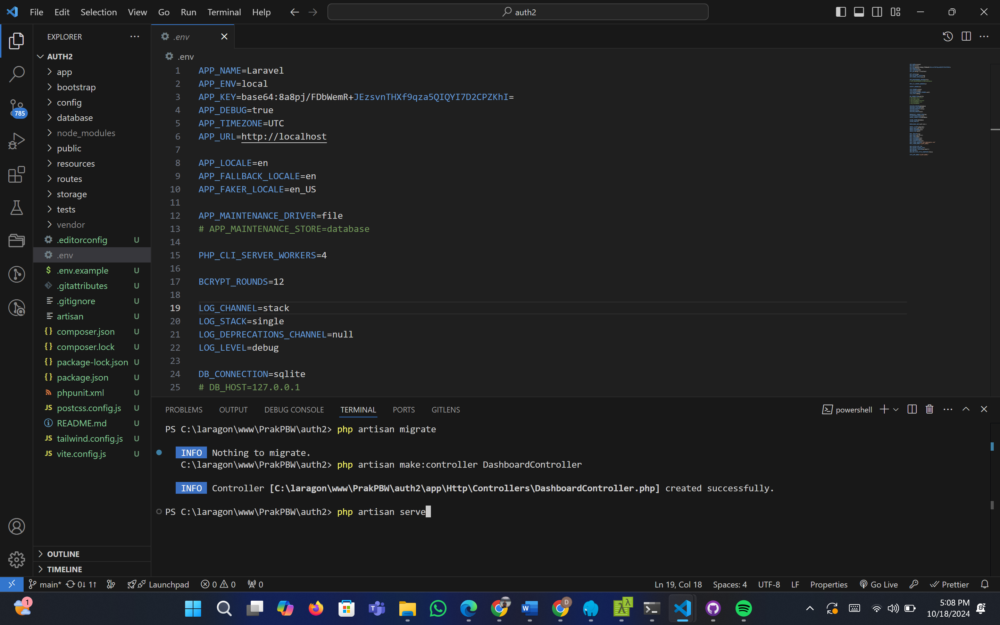 File Edit Selection View Go Run Terminal Help
auth2
EXPLORER
AUTH2
app
bootstrap
config
database
node_modules
public
resources
routes
storage
tests
vendor
.editorconfig U
.env
.env.example U
.gitattributes U
.gitignore U
artisan U
composer.json U
composer.lock U
package-lock.json U
package.json U
phpunit.xml U
postcss.config.js U
README.md U
tailwind.config.js U
vite.config.js U
OUTLINE
TIMELINE
785
.env
.env
1 APP_NAME=Laravel
2 APP_ENV=local
3 APP_KEY=base64:8a8pj/FDbWemR+JEzsvnTHXf9qza5QIQYI7D2CPZKhI=
4 APP_DEBUG=true
5 APP_TIMEZONE=UTC
6 APP_URL=http://localhost
7
8 APP_LOCALE=en
9 APP_FALLBACK_LOCALE=en
10 APP_FAKER_LOCALE=en_US
11
12 APP_MAINTENANCE_DRIVER=file
13 # APP_MAINTENANCE_STORE=database
14
15 PHP_CLI_SERVER_WORKERS=4
16
17 BCRYPT_ROUNDS=12
18
19 LOG_CHANNEL=stack
20 LOG_STACK=single
21 LOG_DEPRECATIONS_CHANNEL=null
22 LOG_LEVEL=debug
23
24 DB_CONNECTION=sqlite
25 # DB_HOST=127.0.0.1
PROBLEMS OUTPUT DEBUG CONSOLE TERMINAL PORTS GITLENS
powershell
PS C:\laragon\www\PrakPBW\auth2> php artisan migrate
INFO Nothing to migrate.
C:\laragon\www\PrakPBW\auth2> php artisan make:controller DashboardController
INFO Controller [C:\laragon\www\PrakPBW\auth2\app\Http\Controllers\DashboardController.php] created successfully.
PS C:\laragon\www\PrakPBW\auth2> php artisan serve
main* 0↓ 1↑ Launchpad 0 0 0
Ln 19, Col 18 Spaces: 4 UTF-8 LF Properties Go Live Prettier
1
5:08 PM
10/18/2024